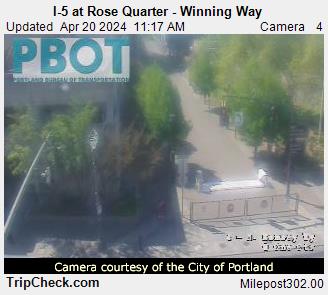 I-5 at Rose Quarter - Winning Way
Updated Apr 20 2024 11:17 AM Camera 4
PBOT
PORTLAND BUREAU OF TRANSPORTATION
Camera courtesy of the City of Portland
TripCheck.com Milepost302.00